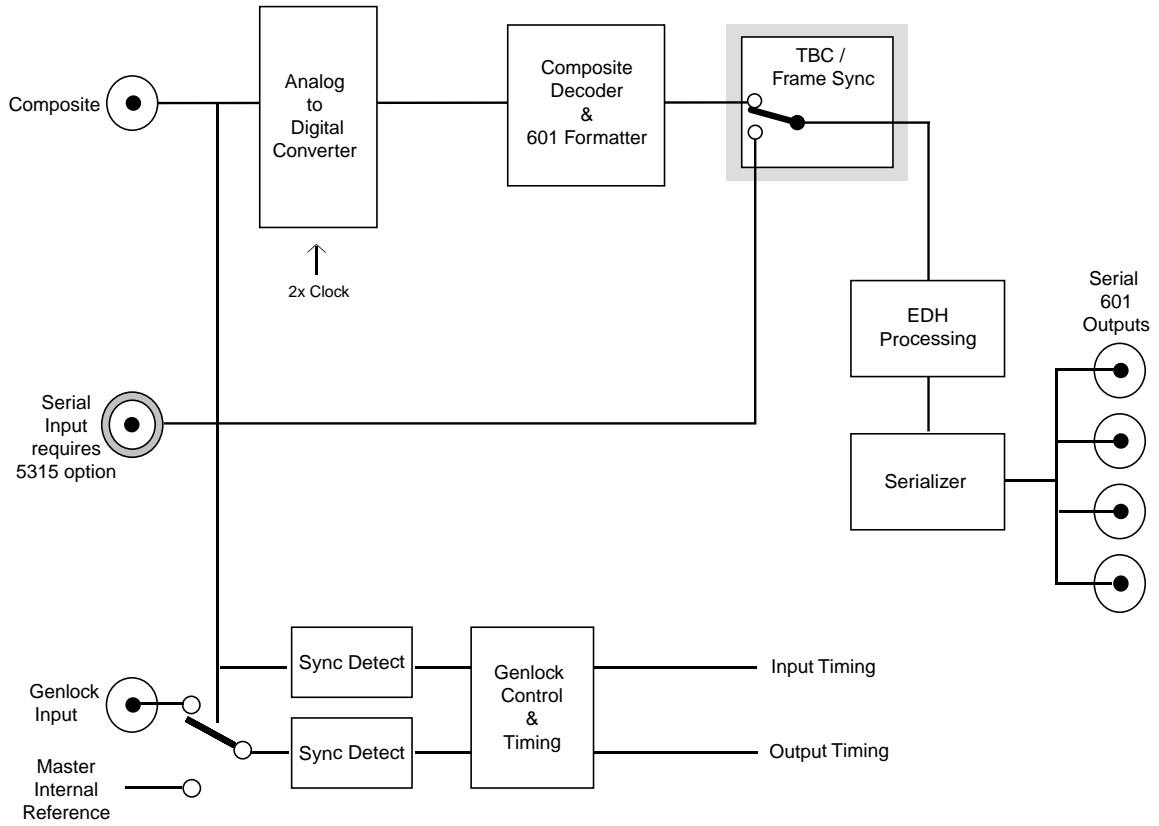 Composite
Analog
to
Digital
Converter
2x Clock
Composite
Decoder
&
601 Formatter
TBC /
Frame Sync
EDH
Processing
Serializer
Serial
601
Outputs
Serial
Input
requires
5315 option
Genlock
Input
Master
Internal
Reference
Sync Detect
Sync Detect
Genlock
Control
&
Timing
Input Timing
Output Timing